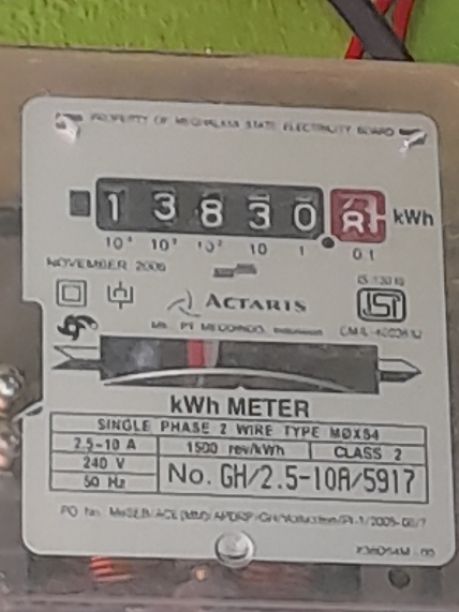 PROPERTY OF MEGHALAYA STATE ELECTRICITY BOARD
1 3 8 3 0 kWh
10⁴ 10³ 10² 10 1 0.1
NOVEMBER 2006
ACTARIS
kWh METER
SINGLE PHASE 2 WIRE TYPE M0X54
2.5-10 A 1500 rev/kWh CLASS 2
240 V
50 Hz
No. GH/2.5-10A/5917